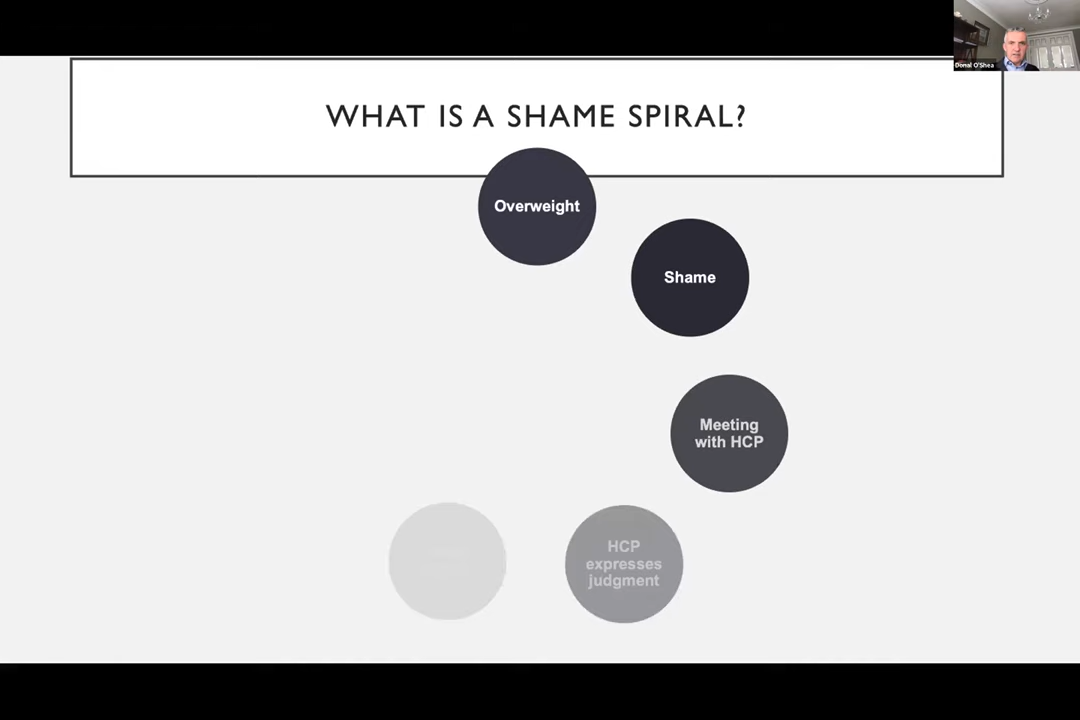 Donal O'Shea
WHAT IS A SHAME SPIRAL?
Overweight
Shame
Meeting
with HCP
HCP
expresses
judgment